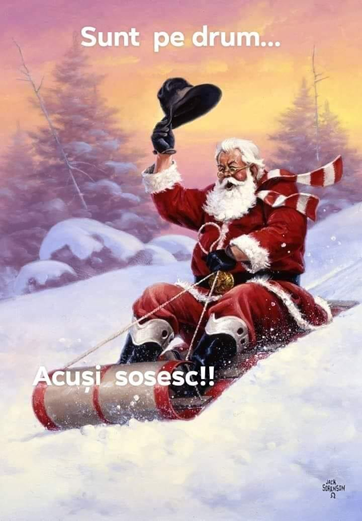 Sunt pe drum...
Acuși sosesc!!
JACK
SORENSON